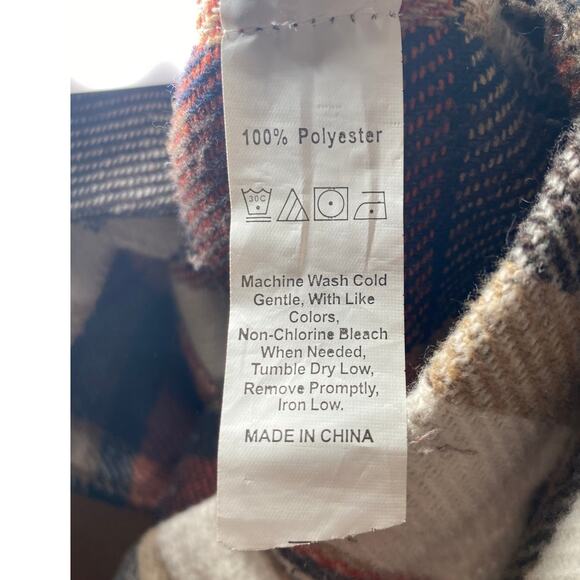 100% Polyester
30C
Machine Wash Cold
Gentle, With Like
Colors,
Non-Chlorine Bleach
When Needed,
Tumble Dry Low,
Remove Promptly,
Iron Low.
MADE IN CHINA